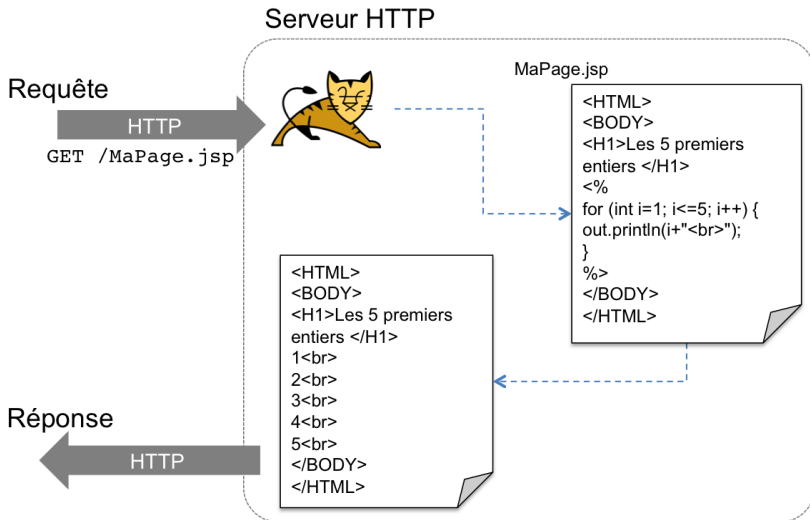 Serveur HTTP
Requête
HTTP
GET /MaPage.jsp
MaPage.jsp
<HTML>
<BODY>
<H1>Les 5 premiers
entiers </H1>
<%
for (int i=1; i<=5; i++) {
out.println(i+"<br>");
}
%>
</BODY>
</HTML>
<HTML>
<BODY>
<H1>Les 5 premiers
entiers </H1>
1<br>
2<br>
3<br>
4<br>
5<br>
</BODY>
</HTML>
Réponse
HTTP